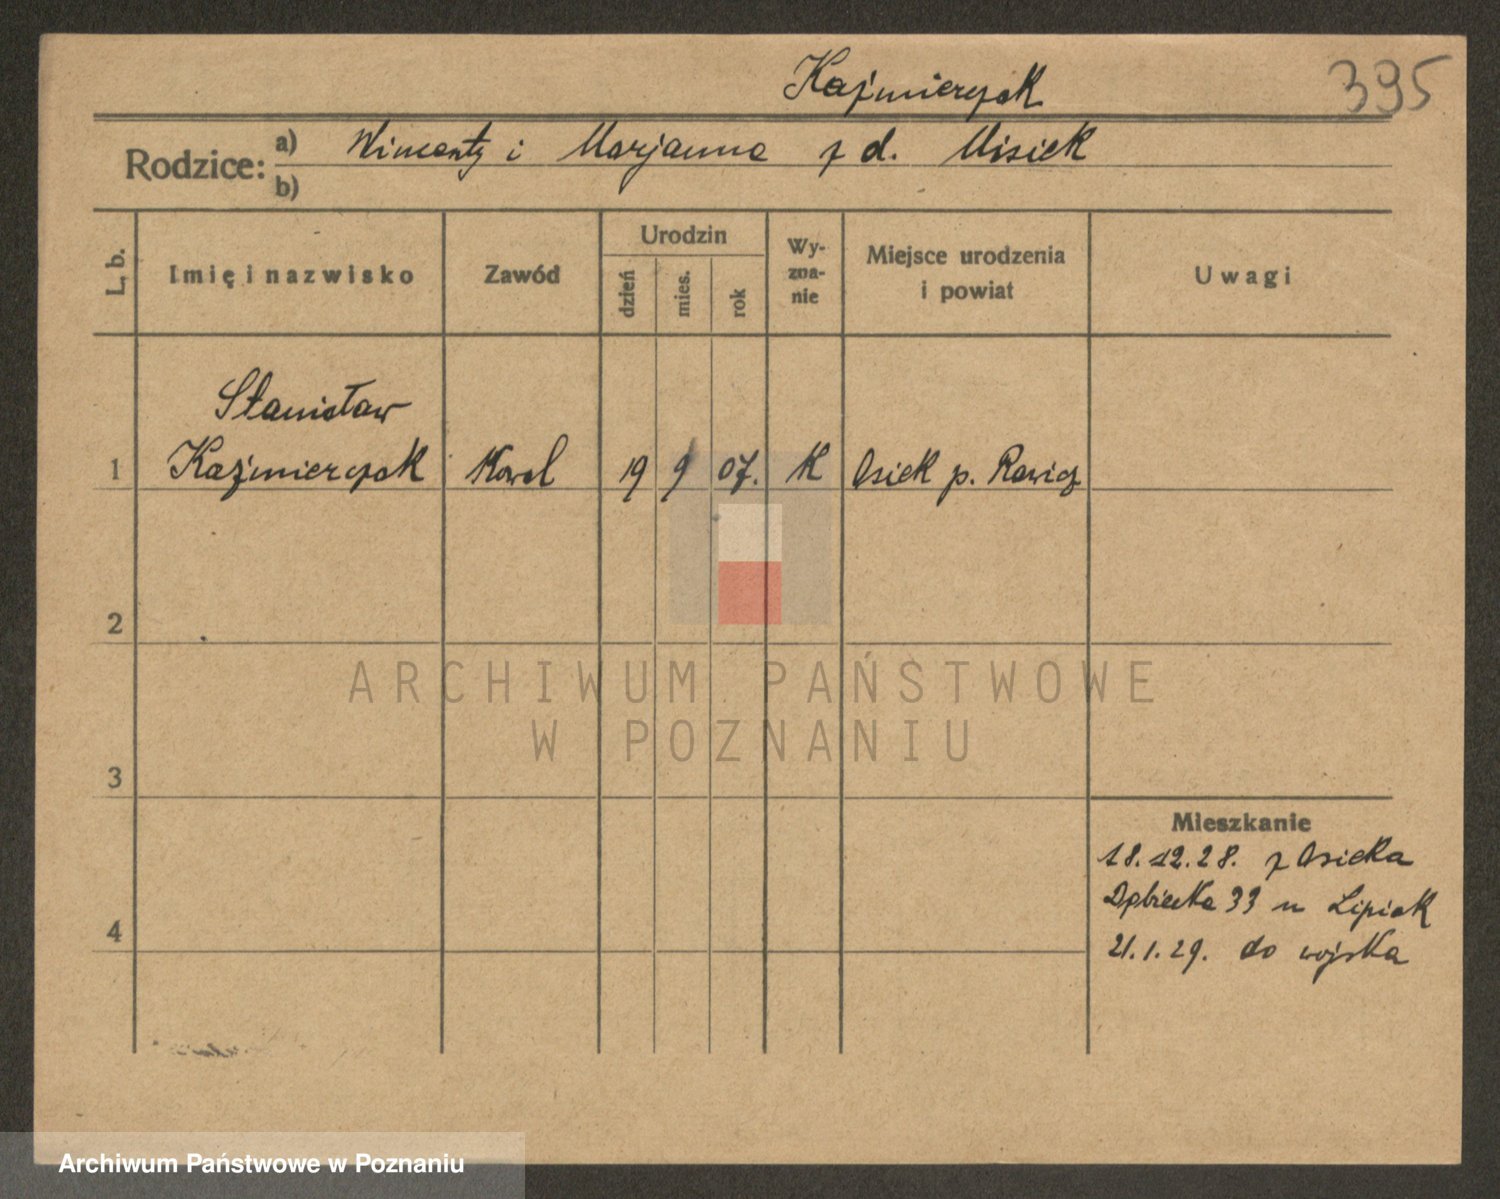 Kaźmierczak
395
Rodzice:
a) Wincenty i Marjanna z d. Misiek
b)
L. b.
Imię i nazwisko
Zawód
Urodzin
dzień
mies.
rok
Wy-
zna-
nie
Miejsce urodzenia
i powiat
Uwagi
Stanisław
1 Kaźmierczak Kowal 19 9 07. K Osiek p. Rawicz
2
ARCHIWUM PAŃSTWOWE
W POZNANIU
3
Mieszkanie
18.12.28. z Osieka
33 u Lipiak
4
21.1.29. do wojska
Archiwum Państwowe w Poznaniu